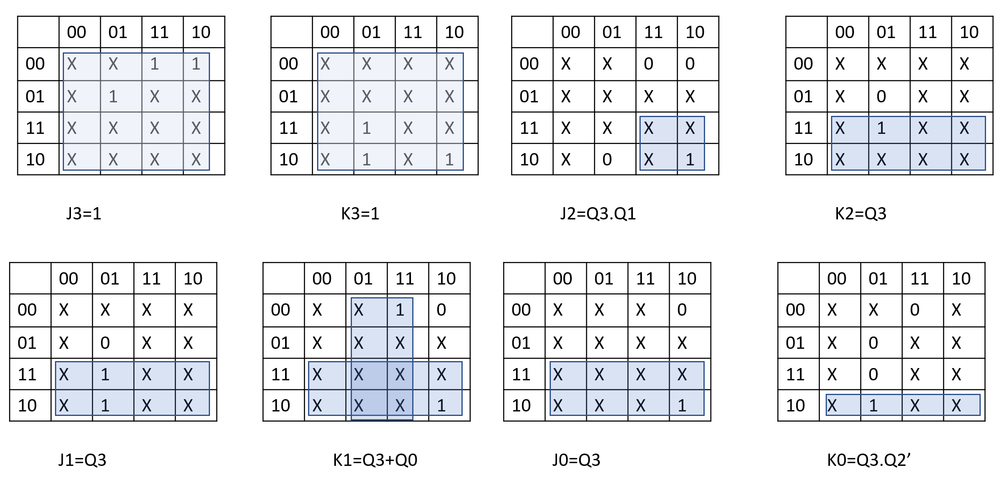 00 01 11 10
00 X X 1 1
01 X 1 X X
11 X X X X
10 X X X X
J3=1
00 01 11 10
00 X X X X
01 X X X X
11 X 1 X X
10 X 1 X 1
K3=1
00 01 11 10
00 X X 0 0
01 X X X X
11 X X X X
10 X 0 X 1
J2=Q3.Q1
00 01 11 10
00 X X X X
01 X 0 X X
11 X 1 X X
10 X X X X
K2=Q3
00 01 11 10
00 X X X X
01 X 0 X X
11 X 1 X X
10 X 1 X X
J1=Q3
00 01 11 10
00 X X 1 0
01 X X X X
11 X X X X
10 X X X 1
K1=Q3+Q0
00 01 11 10
00 X X X 0
01 X X X X
11 X X X X
10 X X X 1
J0=Q3
00 01 11 10
00 X X 0 X
01 X 0 X X
11 X 0 X X
10 X 1 X X
K0=Q3.Q2’